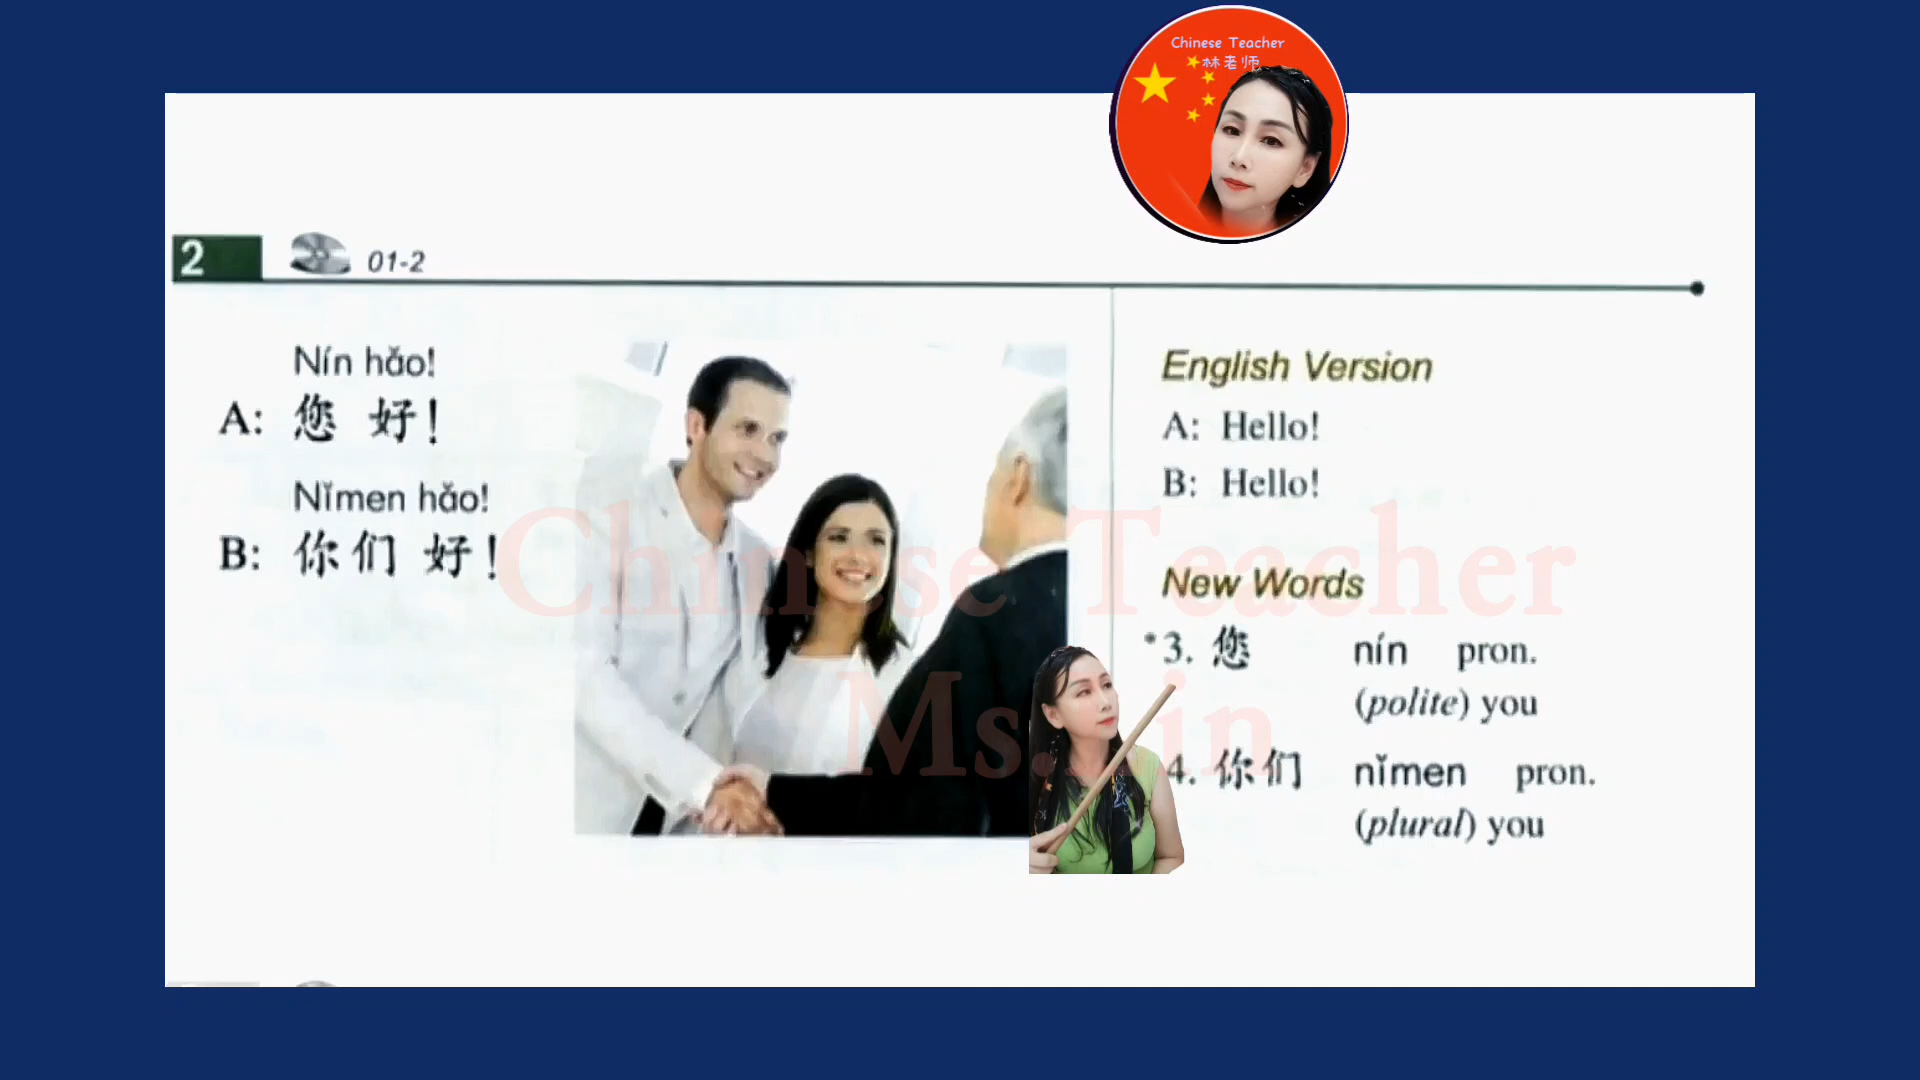 Chinese Teacher
林老师
2
01-2
Nín hǎo!
A: 您 好！
Nǐmen hǎo!
B: 你们 好！
English Version
A: Hello!
B: Hello!
New Words
*3. 您 nín pron.
(polite) you
4. 你们 nǐmen pron.
(plural) you
Chinese Teacher
Ms.Lin